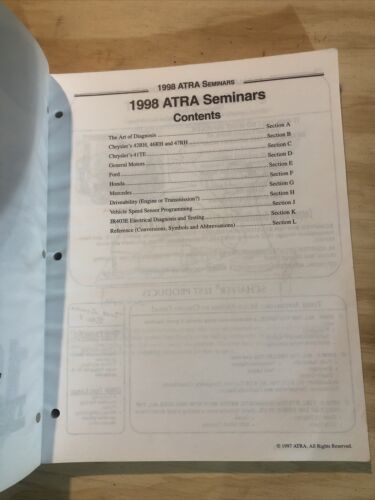 1998 ATRA SEMINARS
1998 ATRA Seminars
Contents
The Art of Diagnosis .......... Section A
Chrysler's 42RH, 46RH and 47RH .......... Section B
Chrysler's 41TE .......... Section C
General Motors .......... Section D
Ford .......... Section E
Honda .......... Section F
Mercedes .......... Section G
Driveability (Engine or Transmission?) .......... Section H
Vehicle Speed Sensor Programming .......... Section J
JR403E Electrical Diagnosis and Testing .......... Section K
Reference (Conversions, Symbols and Abbreviations) .......... Section L
© 1997 ATRA. All Rights Reserved.